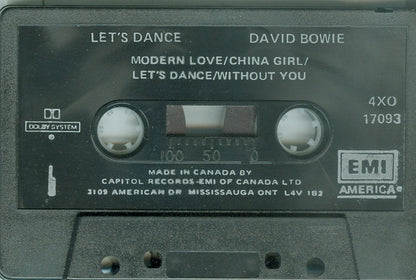 LET'S DANCE DAVID BOWIE
MODERN LOVE/CHINA GIRL/
LET'S DANCE/WITHOUT YOU
DOLBY SYSTEM
4XO
17093
100 50 0
1
MADE IN CANADA BY
CAPITOL RECORDS-EMI OF CANADA LTD
3109 AMERICAN DR MISSISSAUGA ONT L4V 1B2
EMI
AMERICA